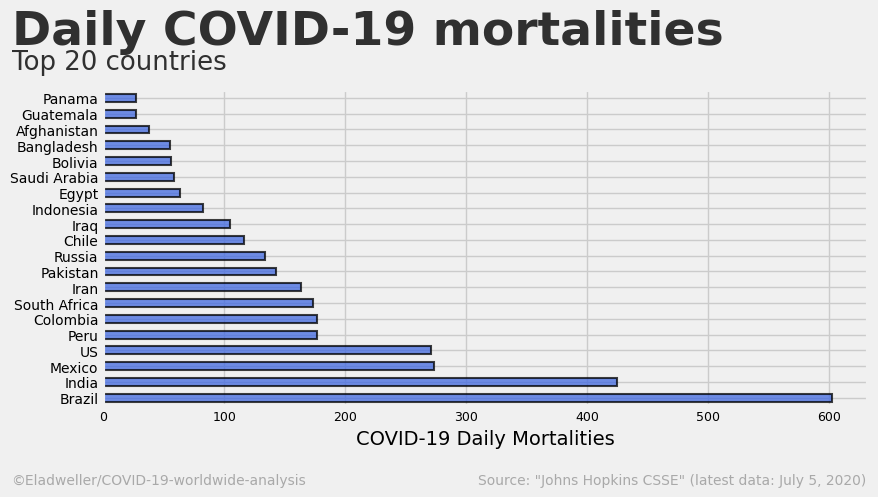 Daily COVID-19 mortalities
Top 20 countries
Panama
Guatemala
Afghanistan
Bangladesh
Bolivia
Saudi Arabia
Egypt
Indonesia
Iraq
Chile
Russia
Pakistan
Iran
South Africa
Colombia
Peru
US
Mexico
India
Brazil
0 100 200 300 400 500 600
COVID-19 Daily Mortalities
©Eladweller/COVID-19-worldwide-analysis
Source: "Johns Hopkins CSSE" (latest data: July 5, 2020)